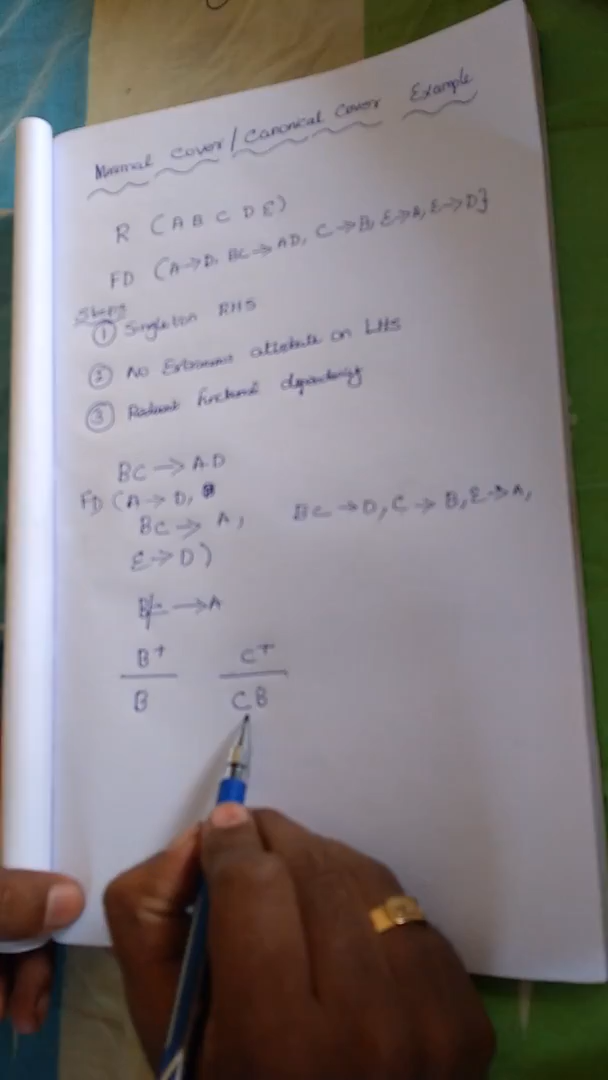 Minimal Cover / Canonical Cover Example
R (A B C D E)
FD (A→D, BC→AD, C→B, E→A, E→D}
Steps
① Singleton RHS
② No Extraneous attribute on LHS
③ functional dependency
BC → AD
FD (A → D,
BC → A, BC → D, C → B, E → A,
E → D)
→ A
B+ C+
B CB